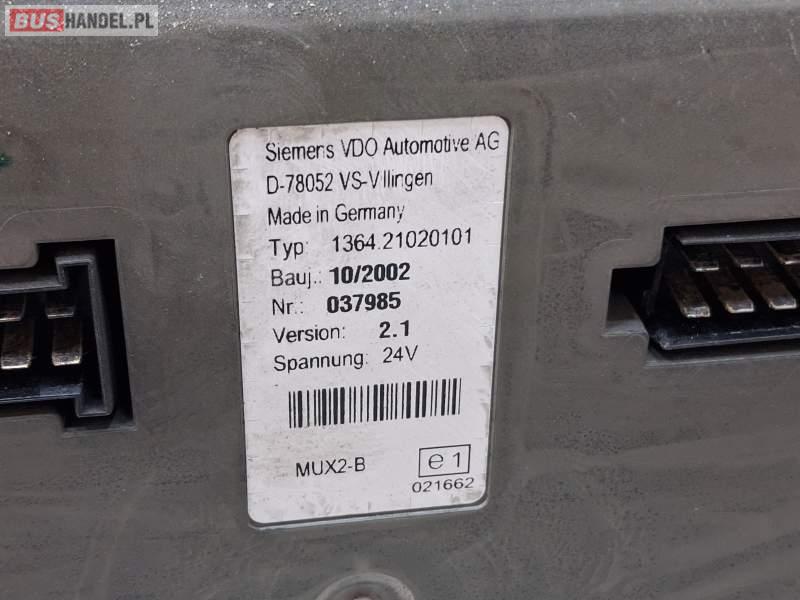 BUSHANDEL.PL
Siemens VDO Automotive AG
D-78052 VS-Villingen
Made in Germany
Typ: 1364.21020101
Bauj.: 10/2002
Nr.: 037985
Version: 2.1
Spannung: 24V
MUX2-B
e1
021662